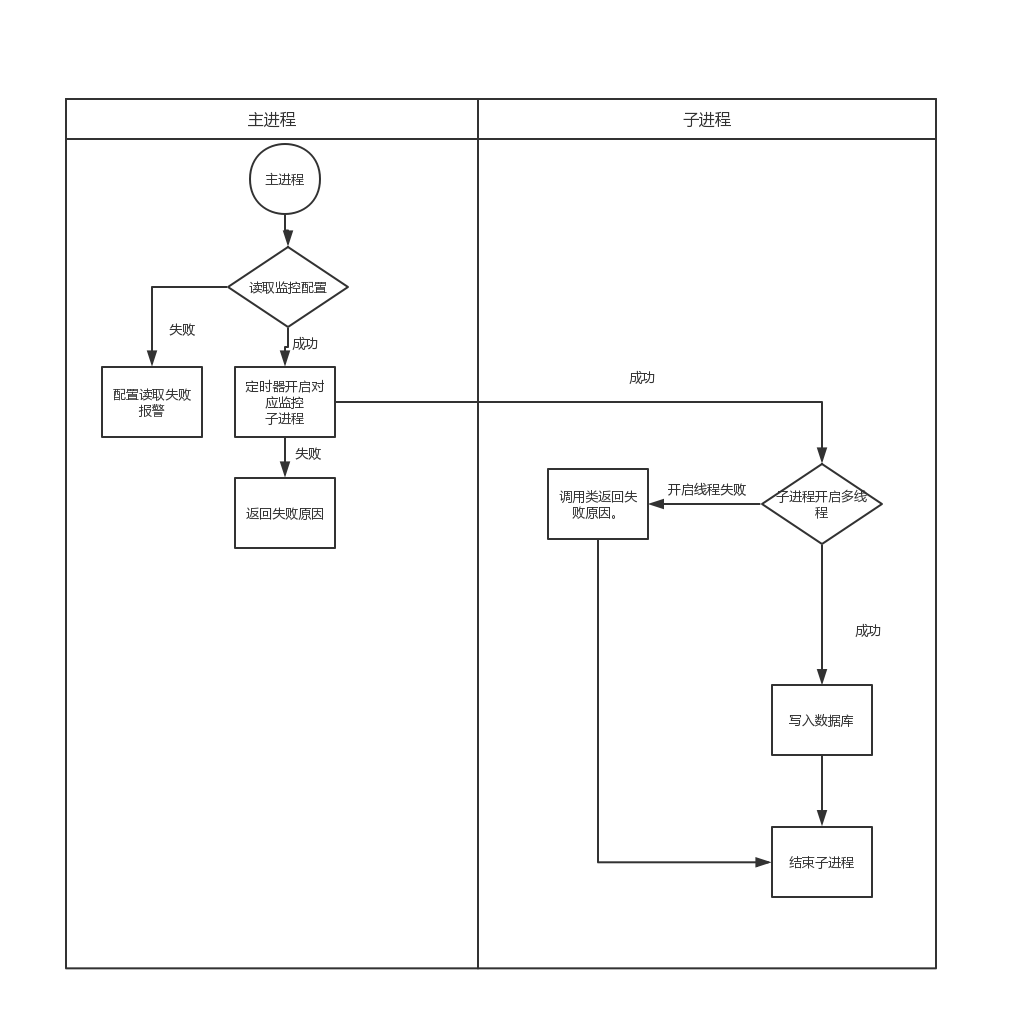 主进程
子进程
主进程
读取监控配置
失败
成功
配置读取失败
报警
定时器开启对
应监控
子进程
成功
失败
返回失败原因
开启线程失败
调用类返回失
败原因。
子进程开启多线
程
成功
写入数据库
结束子进程